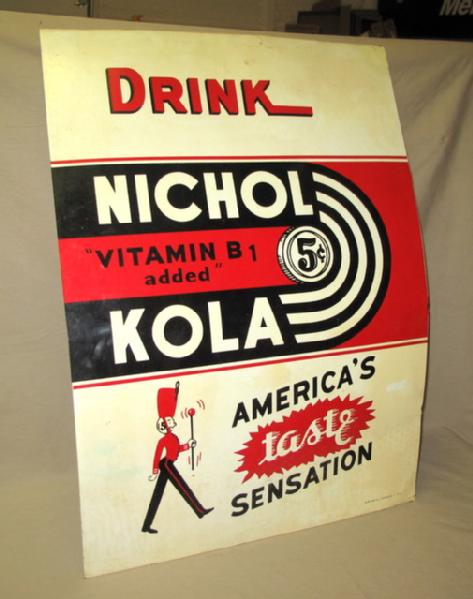 DRINK
NICHOL
"VITAMIN B1
added"
5¢
KOLA
AMERICA'S
taste
SENSATION